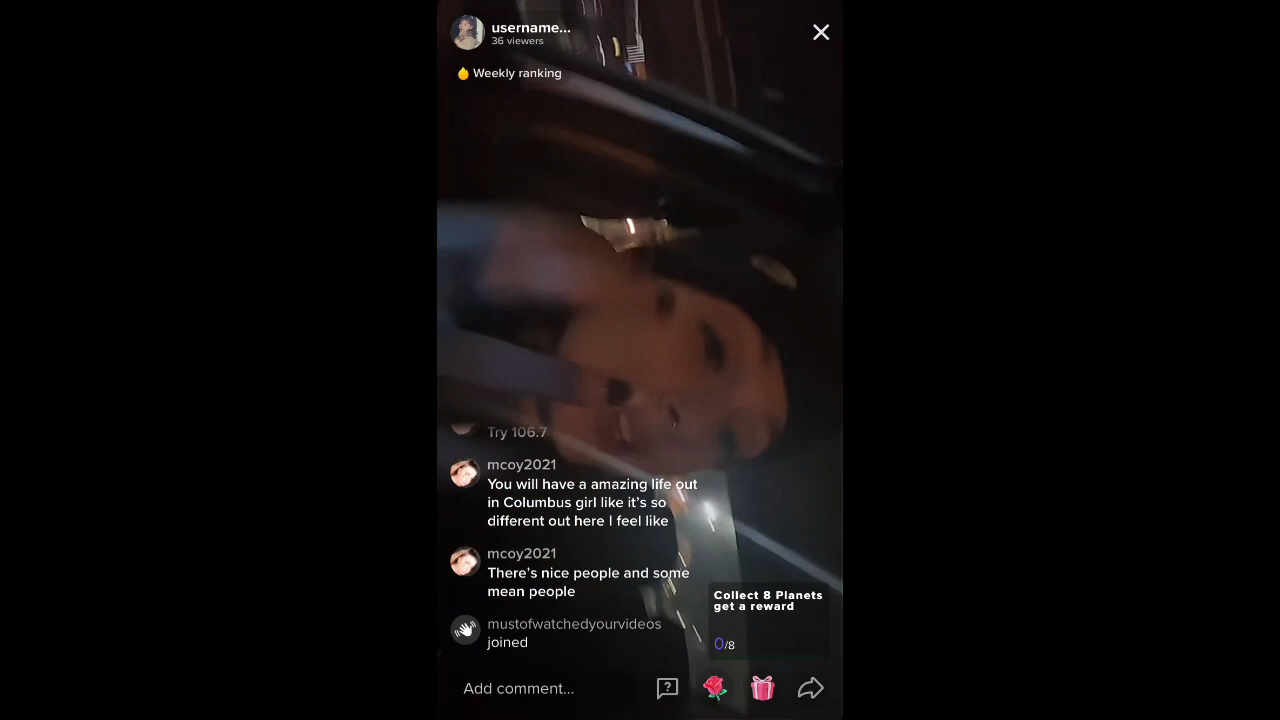 username...
36 viewers
Weekly ranking
Try 106.7
mcoy2021
You will have a amazing life out
in Columbus girl like it's so
different out here I feel like
mcoy2021
There's nice people and some
mean people
mustofwatchedyourvideos
joined
Collect 8 Planets
get a reward
0/8
Add comment...